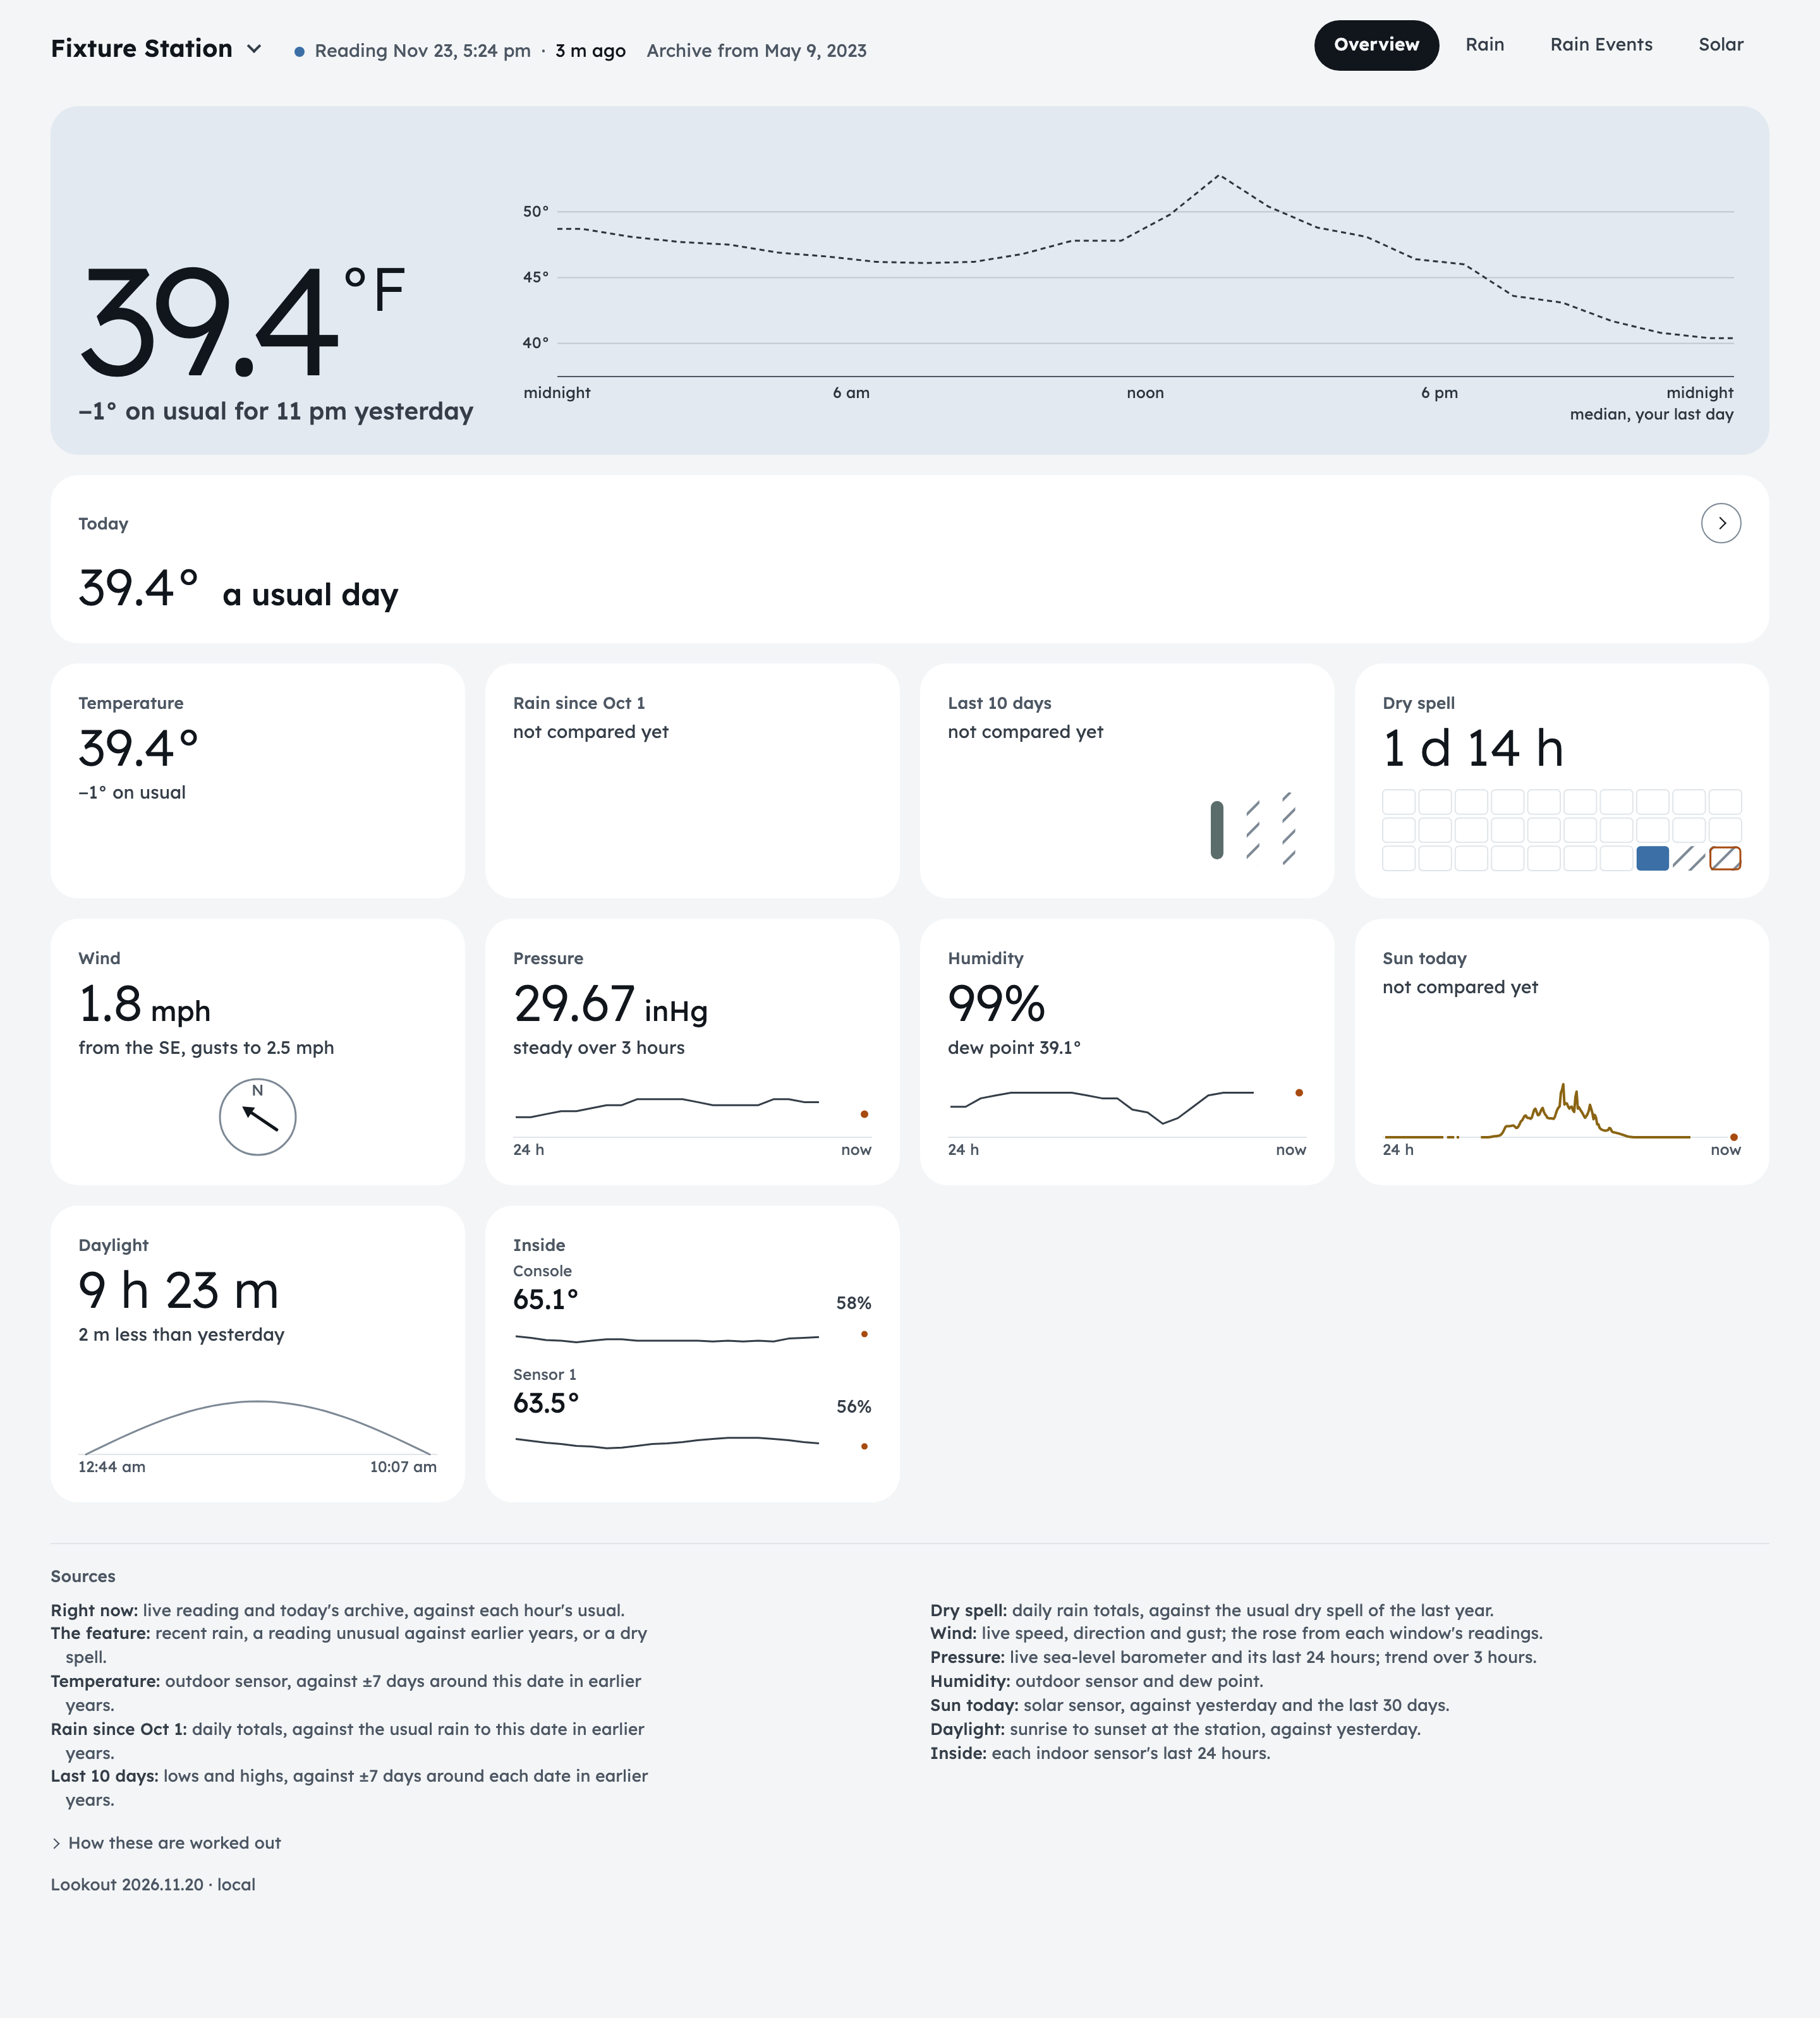 Fixture Station
Reading Nov 23, 5:24 pm · 3 m ago Archive from May 9, 2023
Overview Rain Rain Events Solar
39.4°F
−1° on usual for 11 pm yesterday
50°
45°
40°
midnight 6 am noon 6 pm midnight
median, your last day
Today
39.4° a usual day
Temperature
39.4°
−1° on usual
Rain since Oct 1
not compared yet
Last 10 days
not compared yet
Dry spell
1 d 14 h
Wind
1.8 mph
from the SE, gusts to 2.5 mph
N
Pressure
29.67 inHg
steady over 3 hours
24 h now
Humidity
99%
dew point 39.1°
24 h now
Sun today
not compared yet
24 h now
Daylight
9 h 23 m
2 m less than yesterday
12:44 am 10:07 am
Inside
Console
65.1° 58%
Sensor 1
63.5° 56%
Sources
Right now: live reading and today's archive, against each hour's usual.
The feature: recent rain, a reading unusual against earlier years, or a dry
spell.
Temperature: outdoor sensor, against ±7 days around this date in earlier
years.
Rain since Oct 1: daily totals, against the usual rain to this date in earlier
years.
Last 10 days: lows and highs, against ±7 days around each date in earlier
years.
Dry spell: daily rain totals, against the usual dry spell of the last year.
Wind: live speed, direction and gust; the rose from each window's readings.
Pressure: live sea-level barometer and its last 24 hours; trend over 3 hours.
Humidity: outdoor sensor and dew point.
Sun today: solar sensor, against yesterday and the last 30 days.
Daylight: sunrise to sunset at the station, against yesterday.
Inside: each indoor sensor's last 24 hours.
How these are worked out
Lookout 2026.11.20 · local